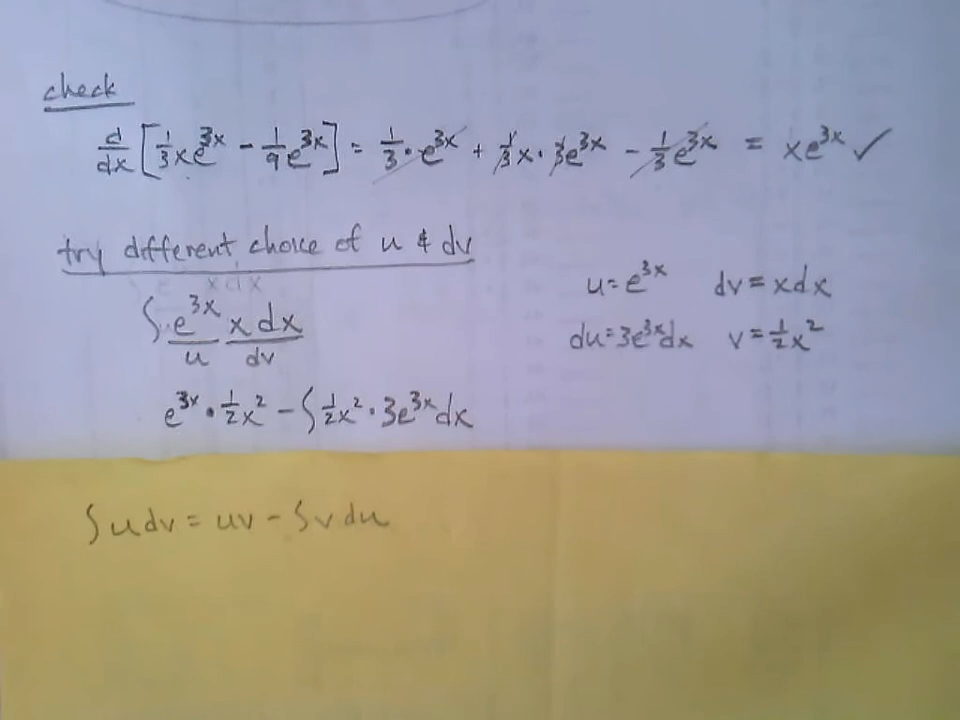 check
d/dx [1/3 xe^3x - 1/9 e^3x] = 1/3 · e^3x + 1/3 x · 3e^3x - 1/3 e^3x = xe^3x ✓
try different choice of u & dv
∫ e^3x x dx
u dv
u = e^3x dv = xdx
du = 3e^3x dx v = 1/2 x^2
e^3x · 1/2 x^2 - ∫ 1/2 x^2 · 3e^3x dx
∫ u dv = uv - ∫ v du